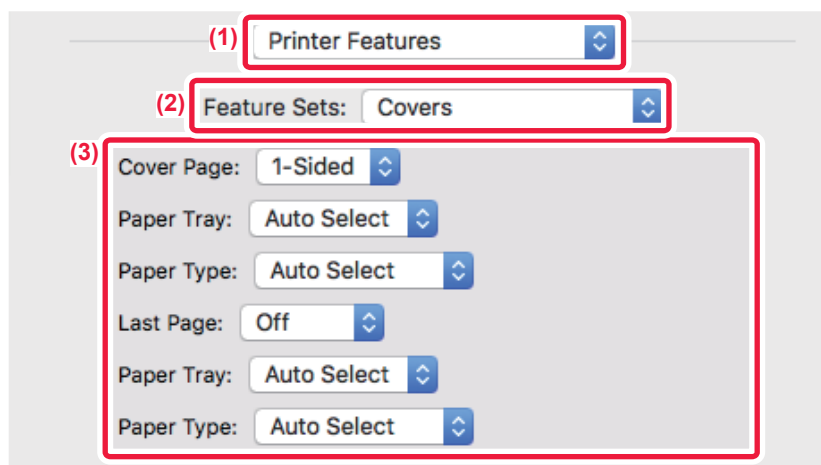 (1) Printer Features
(2) Feature Sets: Covers
(3)
Cover Page: 1-Sided
Paper Tray: Auto Select
Paper Type: Auto Select
Last Page: Off
Paper Tray: Auto Select
Paper Type: Auto Select